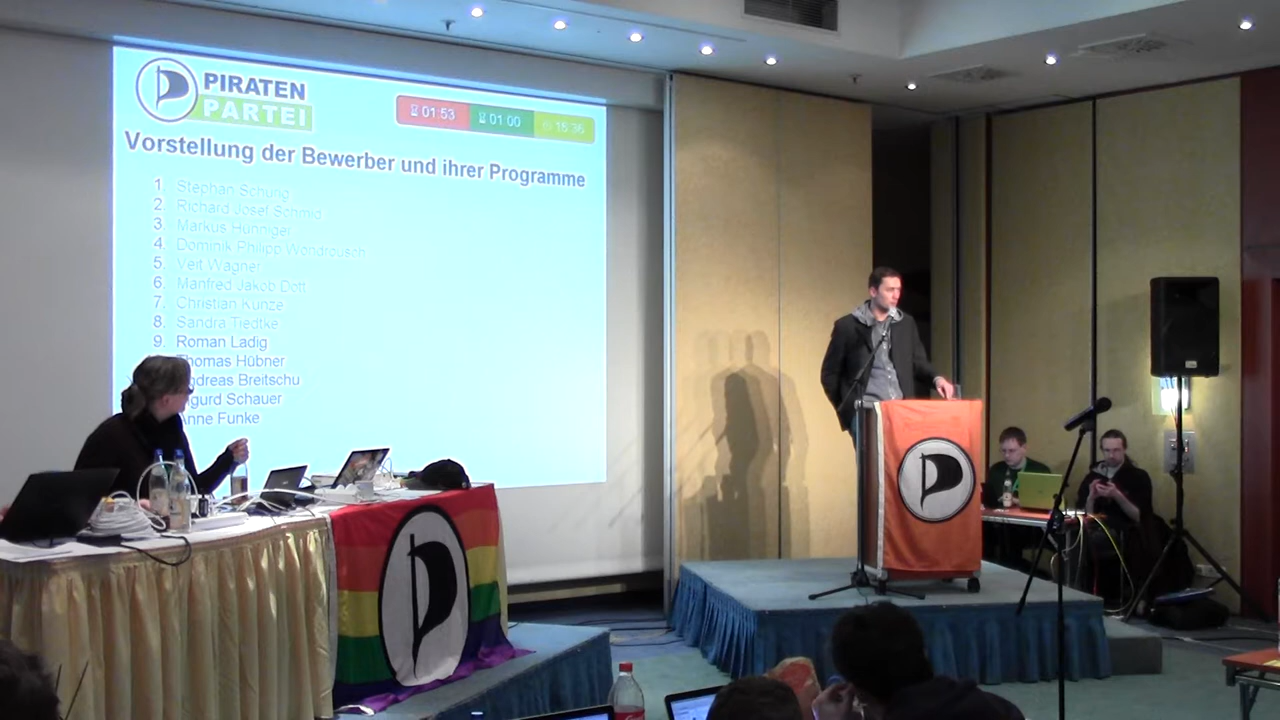 PIRATEN
PARTEI
01 53
01 00
15:36
Vorstellung der Bewerber und ihrer Programme
1. Stephan Schurig
2. Richard Josef Schmid
3. Markus Hünniger
4. Dominik Philipp Wondrousch
5. Veit Wagner
6. Manfred Jakob Dott
7. Christian Kunze
8. Sandra Tiedtke
9. Roman Ladig
Thomas Hübner
ndreas Breitschu
igurd Schauer
Anne Funke